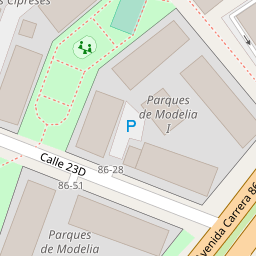 Cipreses
Parques
de Modelia
I
P
Calle 23D
86-28
86-51
Parques
de Modelia
Avenida Carrera 86